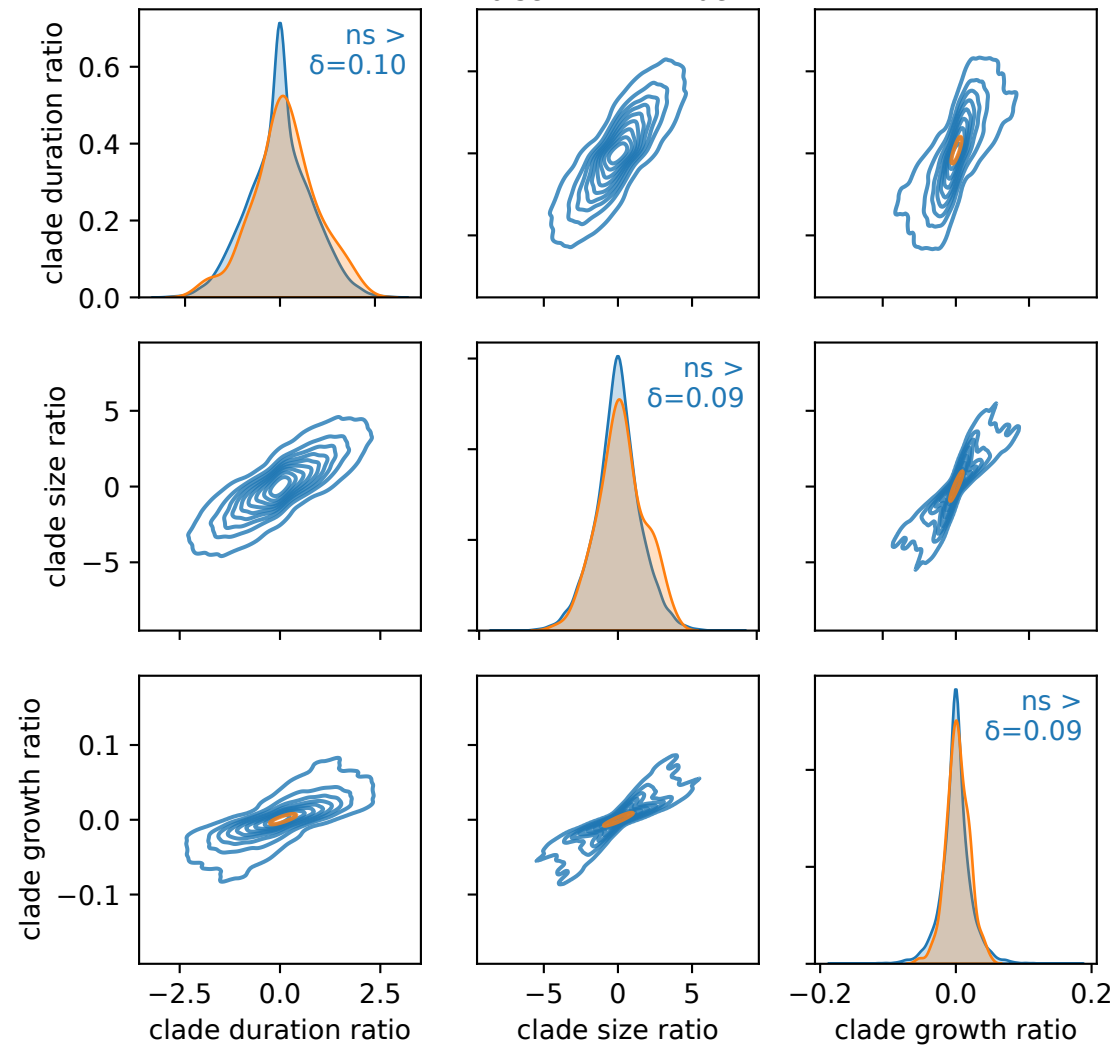 clade duration ratio
0.6
0.4
0.2
0.0
ns >
δ=0.10
clade size ratio
5
0
−5
ns >
δ=0.09
clade growth ratio
0.1
0.0
−0.1
ns >
δ=0.09
−2.5 0.0 2.5
−5 0 5
−0.2 0.0 0.2
clade duration ratio
clade size ratio
clade growth ratio